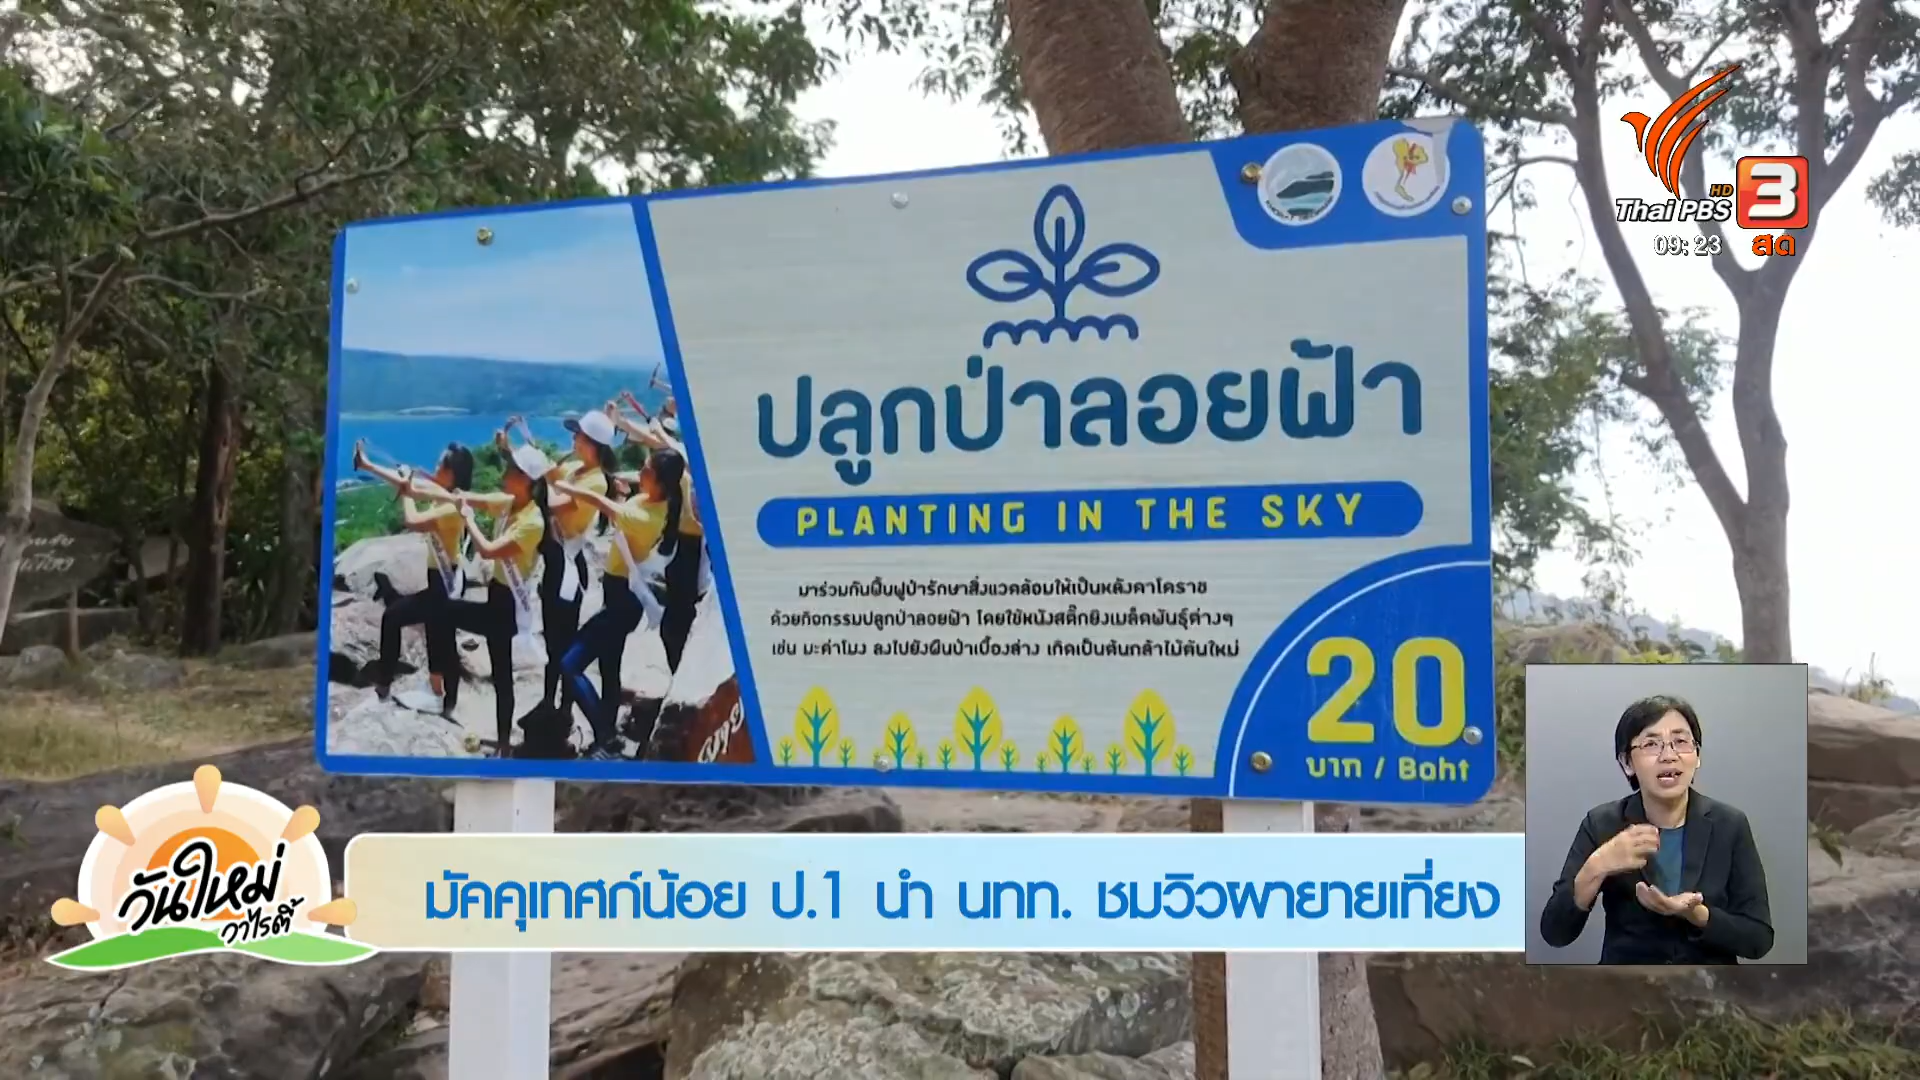 Thai PBS
HD
3
09:23
สด
ปลูกป่าลอยฟ้า
PLANTING IN THE SKY
มาร่วมกันฟื้นฟูป่ารักษาสิ่งแวดล้อมให้เป็นหลังคาโคราช
ด้วยกิจกรรมปลูกป่าลอยฟ้า โดยใช้หนังสติ๊กยิงเมล็ดพันธุ์ต่างๆ
เช่น มะค่าโมง ลงไปยังผืนป่าเบื้องล่าง เกิดเป็นต้นกล้าไม้ต้นใหม่
20
บาท / Baht
วันใหม่
วาไรตี้
มัคคุเทศก์น้อย ป.1 นำ นทท. ชมวิวผายายเที่ยง